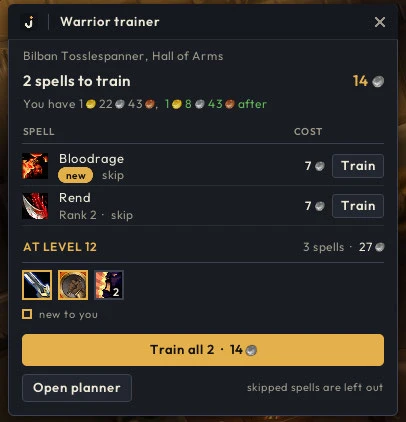 Warrior trainer
Bilban Tosslespanner, Hall of Arms
2 spells to train 14
You have 1 22 43, 1 8 43 after
SPELL COST
Bloodrage
new skip
7 Train
Rend
Rank 2 · skip
7 Train
AT LEVEL 12 3 spells · 27
2
new to you
Train all 2 · 14
Open planner skipped spells are left out